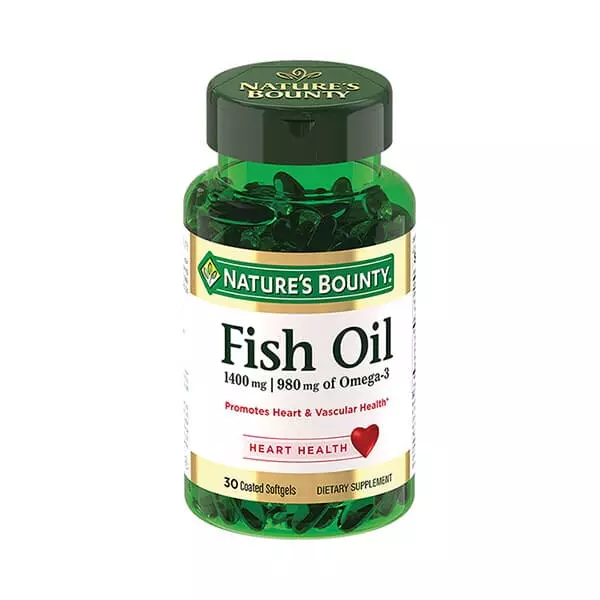 NATURE'S
BOUNTY
NATURE'S BOUNTY®
Fish Oil
1400 mg | 980 mg of Omega-3
Promotes Heart & Vascular Health*
HEART HEALTH
30 Coated Softgels DIETARY SUPPLEMENT